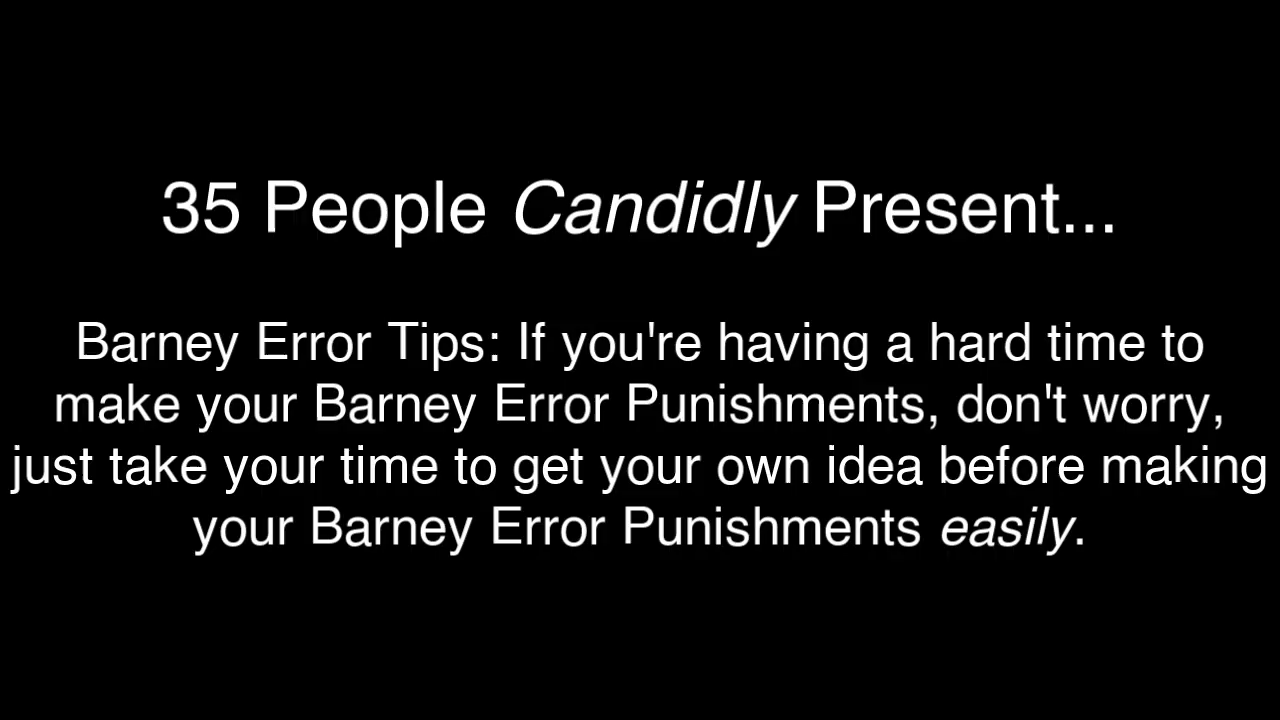 35 People Candidly Present...
Barney Error Tips: If you're having a hard time to
make your Barney Error Punishments, don't worry,
just take your time to get your own idea before making
your Barney Error Punishments easily.